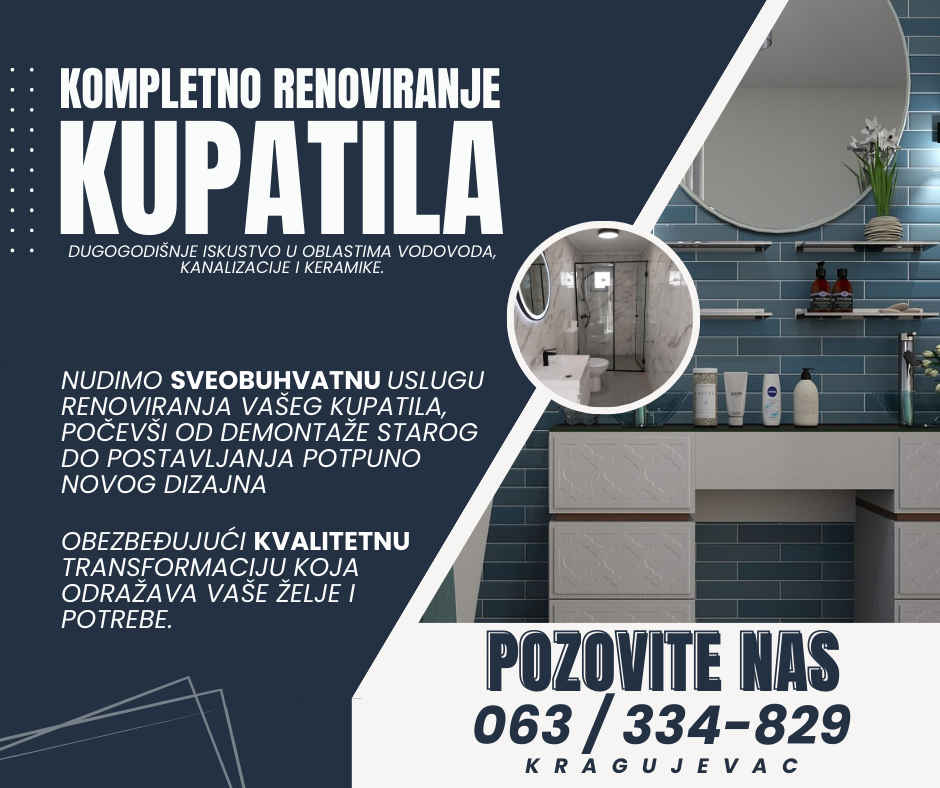 KOMPLETNO RENOVIRANJE
KUPATILA
DUGOGODIŠNJE ISKUSTVO U OBLASTIMA VODOVODA,
KANALIZACIJE I KERAMIKE.
NUDIMO SVEOBUHVATNU USLUGU
RENOVIRANJA VAŠEG KUPATILA,
POČEVŠI OD DEMONTAŽE STAROG
DO POSTAVLJANJA POTPUNO
NOVOG DIZAJNA
OBEZBEĐUJUĆI KVALITETNU
TRANSFORMACIJU KOJA
ODRAŽAVA VAŠE ŽELJE I
POTREBE.
NIVEA
POZOVITE NAS
063 / 334-829
KRAGUJEVAC